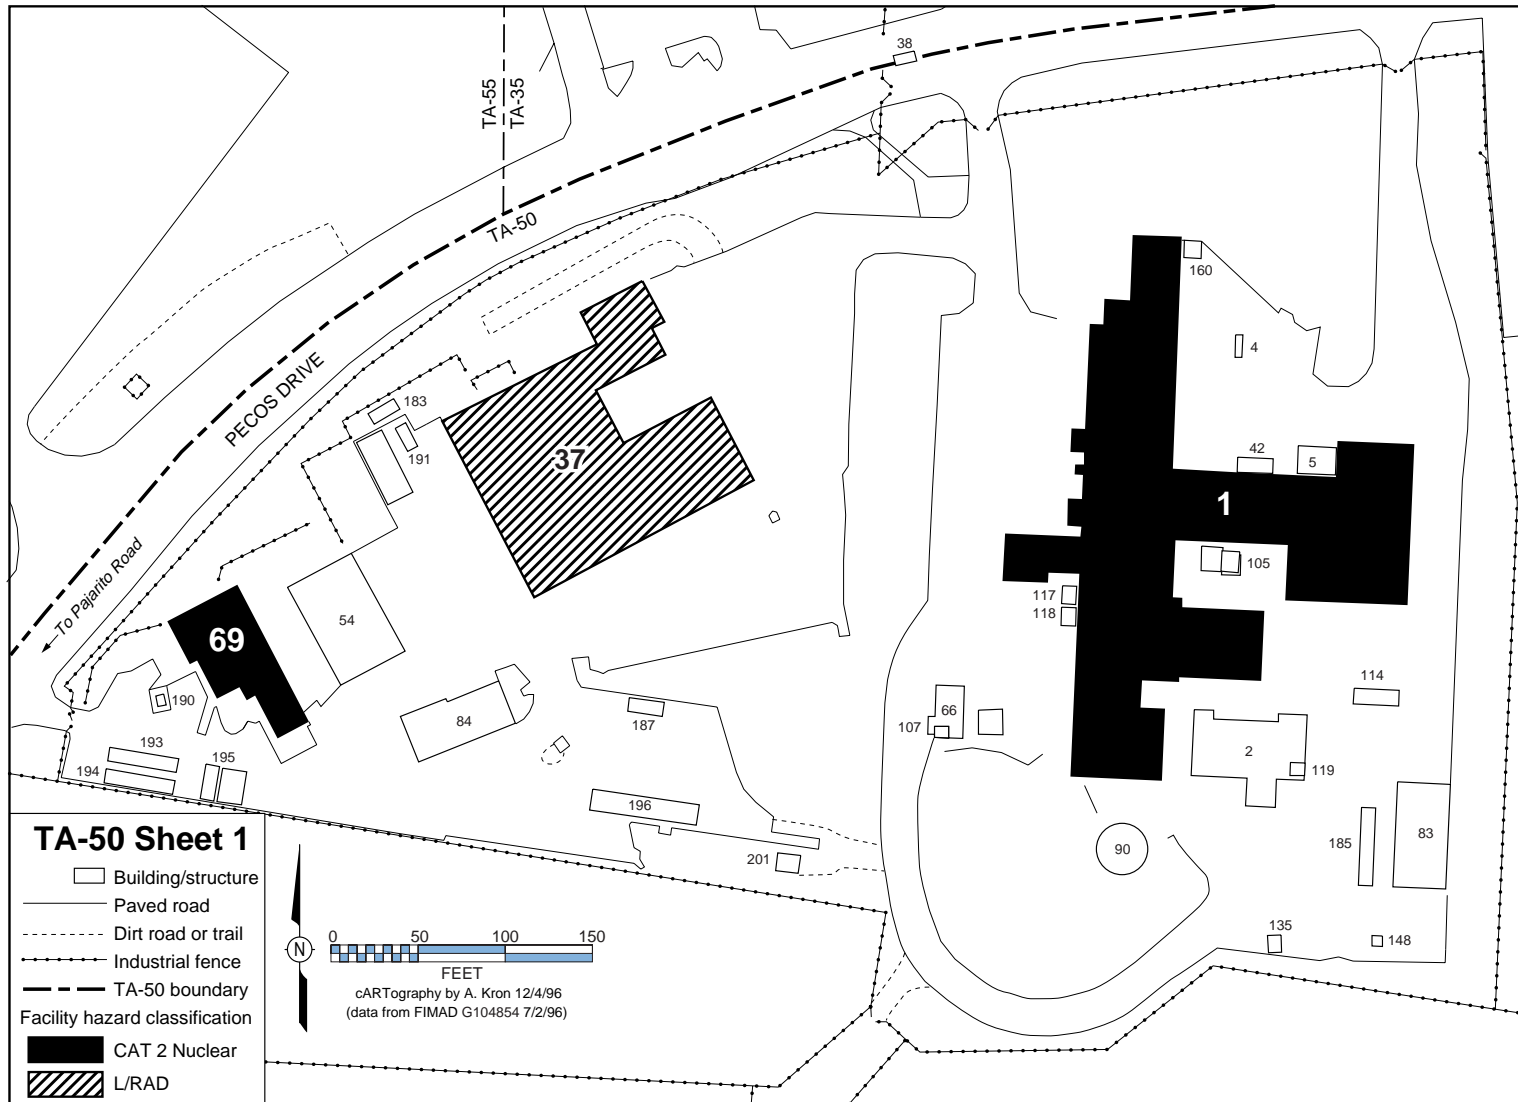 38
TA-55
TA-35
TA-50
160
4
PECOS DRIVE
183
191
37
42
5
1
105
To Pajarito Road
117
118
54
69
190
114
84
187
66
107
2
119
193
194
195
196
83
185
90
201
135
148
TA-50 Sheet 1
Building/structure
Paved road
Dirt road or trail
Industrial fence
TA-50 boundary
Facility hazard classification
CAT 2 Nuclear
L/RAD
N
0 50 100 150
FEET
cARTography by A. Kron 12/4/96
(data from FIMAD G104854 7/2/96)